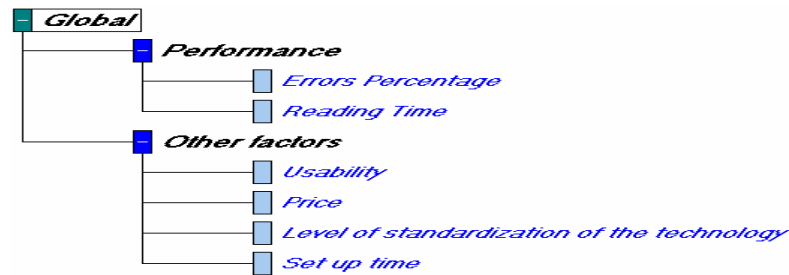 Global
Performance
Errors Percentage
Reading Time
Other factors
Usability
Price
Level of standardization of the technology
Set up time